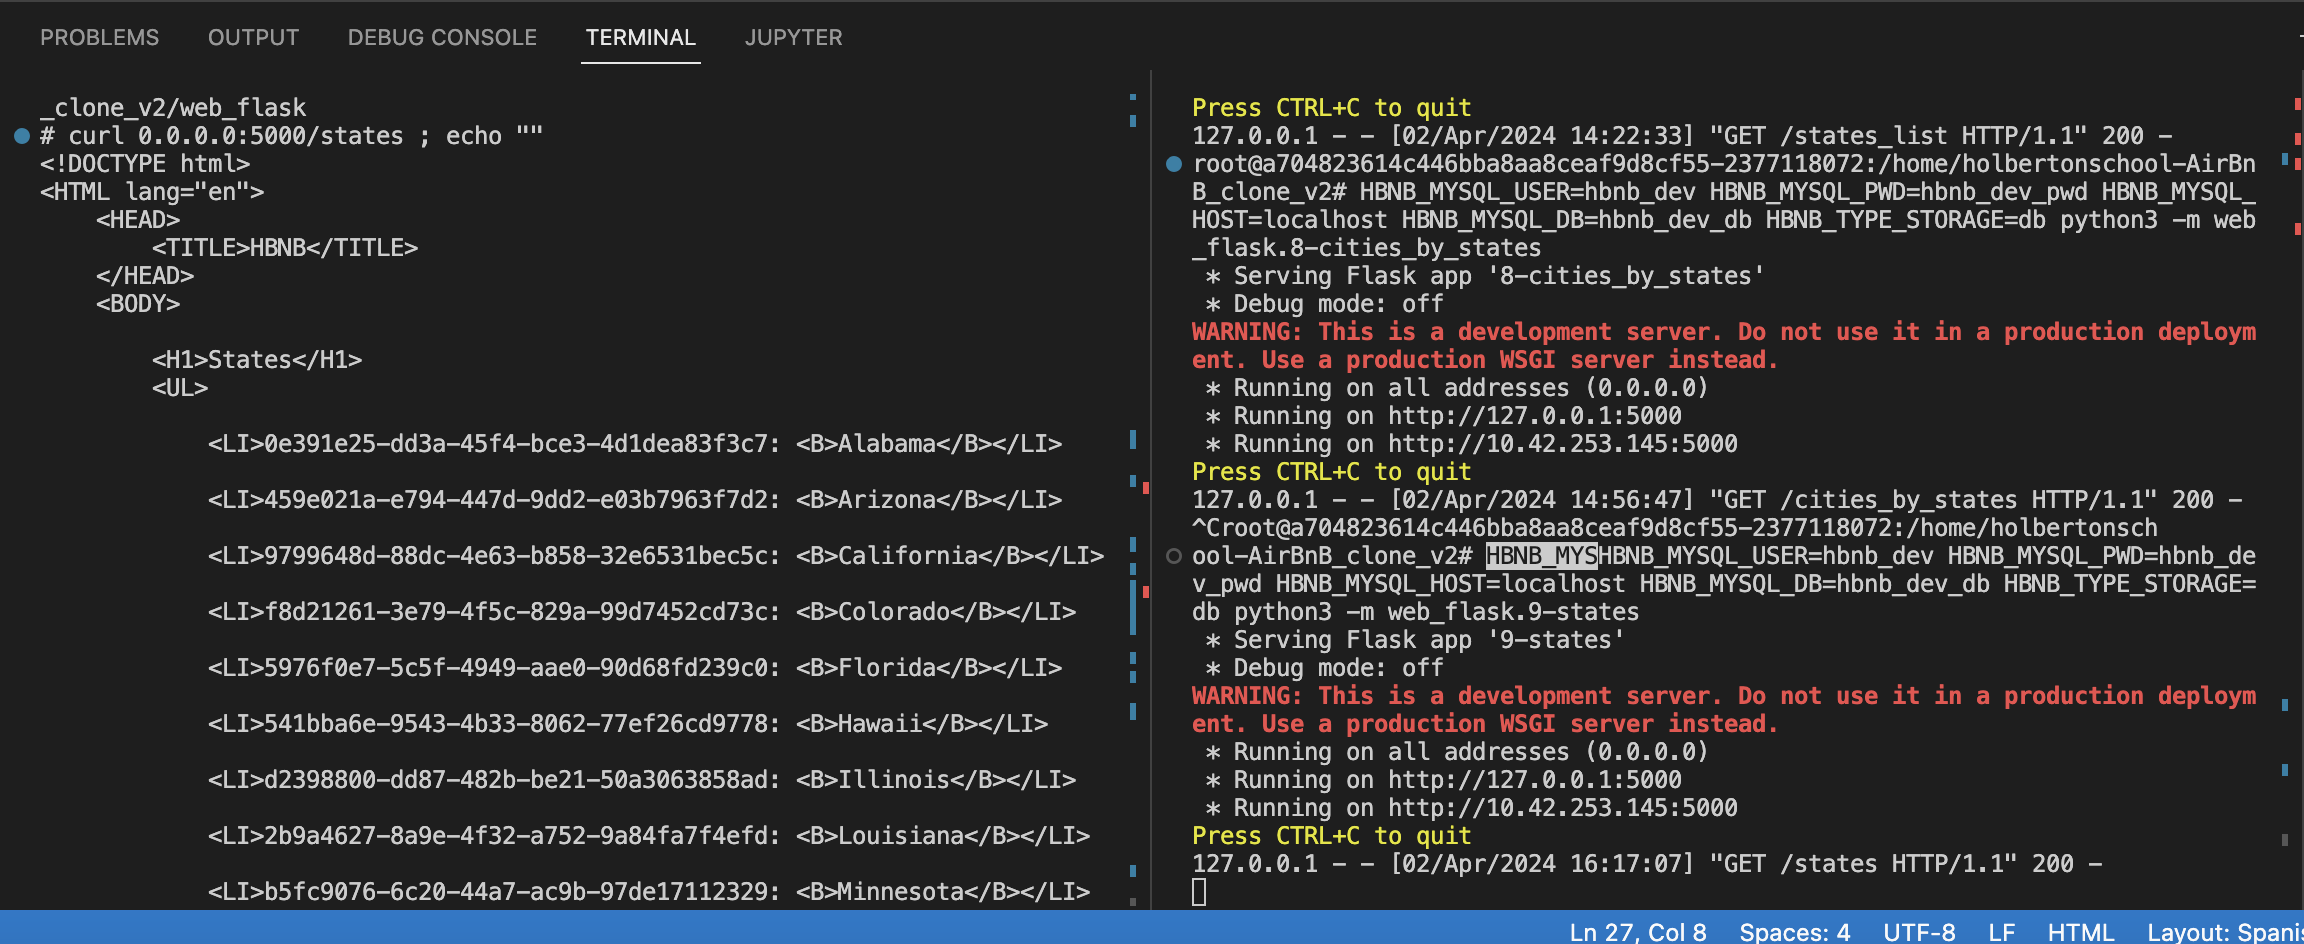 PROBLEMS OUTPUT DEBUG CONSOLE TERMINAL JUPYTER
_clone_v2/web_flask
# curl 0.0.0.0:5000/states ; echo ""
<!DOCTYPE html>
<HTML lang="en">
<HEAD>
<TITLE>HBNB</TITLE>
</HEAD>
<BODY>
<H1>States</H1>
<UL>
<LI>0e391e25-dd3a-45f4-bce3-4d1dea83f3c7: <B>Alabama</B></LI>
<LI>459e021a-e794-447d-9dd2-e03b7963f7d2: <B>Arizona</B></LI>
<LI>9799648d-88dc-4e63-b858-32e6531bec5c: <B>California</B></LI>
<LI>f8d21261-3e79-4f5c-829a-99d7452cd73c: <B>Colorado</B></LI>
<LI>5976f0e7-5c5f-4949-aae0-90d68fd239c0: <B>Florida</B></LI>
<LI>541bba6e-9543-4b33-8062-77ef26cd9778: <B>Hawaii</B></LI>
<LI>d2398800-dd87-482b-be21-50a3063858ad: <B>Illinois</B></LI>
<LI>2b9a4627-8a9e-4f32-a752-9a84fa7f4efd: <B>Louisiana</B></LI>
<LI>b5fc9076-6c20-44a7-ac9b-97de17112329: <B>Minnesota</B></LI>
Press CTRL+C to quit
127.0.0.1 - - [02/Apr/2024 14:22:33] "GET /states_list HTTP/1.1" 200 -
root@a704823614c446bba8aa8ceaf9d8cf55-2377118072:/home/holbertonschool-AirBn
B_clone_v2# HBNB_MYSQL_USER=hbnb_dev HBNB_MYSQL_PWD=hbnb_dev_pwd HBNB_MYSQL_
HOST=localhost HBNB_MYSQL_DB=hbnb_dev_db HBNB_TYPE_STORAGE=db python3 -m web
_flask.8-cities_by_states
* Serving Flask app '8-cities_by_states'
* Debug mode: off
WARNING: This is a development server. Do not use it in a production deploym
ent. Use a production WSGI server instead.
* Running on all addresses (0.0.0.0)
* Running on http://127.0.0.1:5000
* Running on http://10.42.253.145:5000
Press CTRL+C to quit
127.0.0.1 - - [02/Apr/2024 14:56:47] "GET /cities_by_states HTTP/1.1" 200 -
^Croot@a704823614c446bba8aa8ceaf9d8cf55-2377118072:/home/holbertonsch
ool-AirBnB_clone_v2# HBNB_MYSHBNB_MYSQL_USER=hbnb_dev HBNB_MYSQL_PWD=hbnb_de
v_pwd HBNB_MYSQL_HOST=localhost HBNB_MYSQL_DB=hbnb_dev_db HBNB_TYPE_STORAGE=
db python3 -m web_flask.9-states
* Serving Flask app '9-states'
* Debug mode: off
WARNING: This is a development server. Do not use it in a production deploym
ent. Use a production WSGI server instead.
* Running on all addresses (0.0.0.0)
* Running on http://127.0.0.1:5000
* Running on http://10.42.253.145:5000
Press CTRL+C to quit
127.0.0.1 - - [02/Apr/2024 16:17:07] "GET /states HTTP/1.1" 200 -
Ln 27, Col 8 Spaces: 4 UTF-8 LF HTML Layout: Spanis